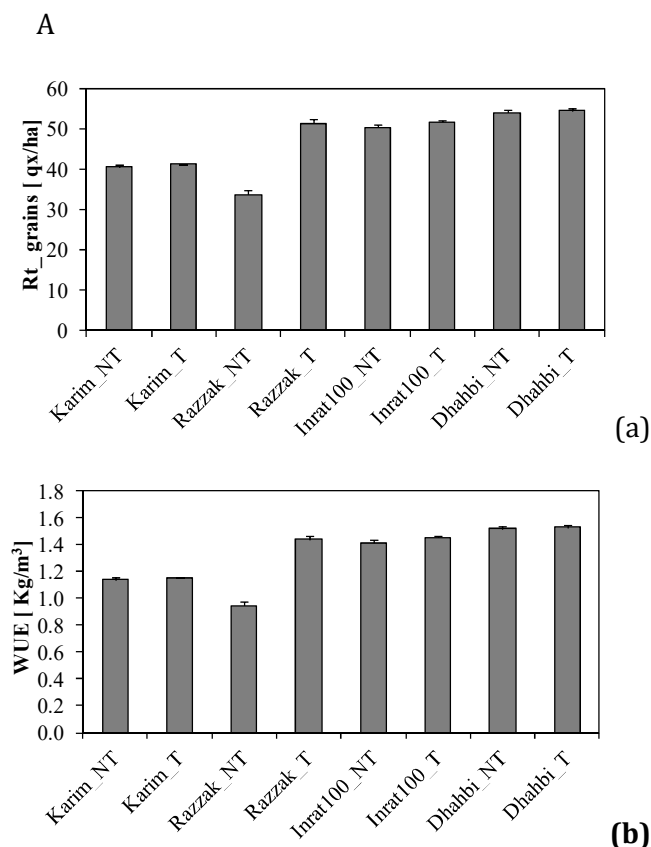 A
60
50
40
30
20
10
0
Rt_ grains [ qx/ha]
Karim_NT
Karim_T
Razzak_NT
Razzak_T
Inrat100_NT
Inrat100_T
Dhahbi_NT
Dhahbi_T
(a)
1.8
1.6
1.4
1.2
1.0
0.8
0.6
0.4
0.2
0.0
WUE [ Kg/m³]
Karim_NT
Karim_T
Razzak_NT
Razzak_T
Inrat100_NT
Inrat100_T
Dhahbi_NT
Dhahbi_T
(b)